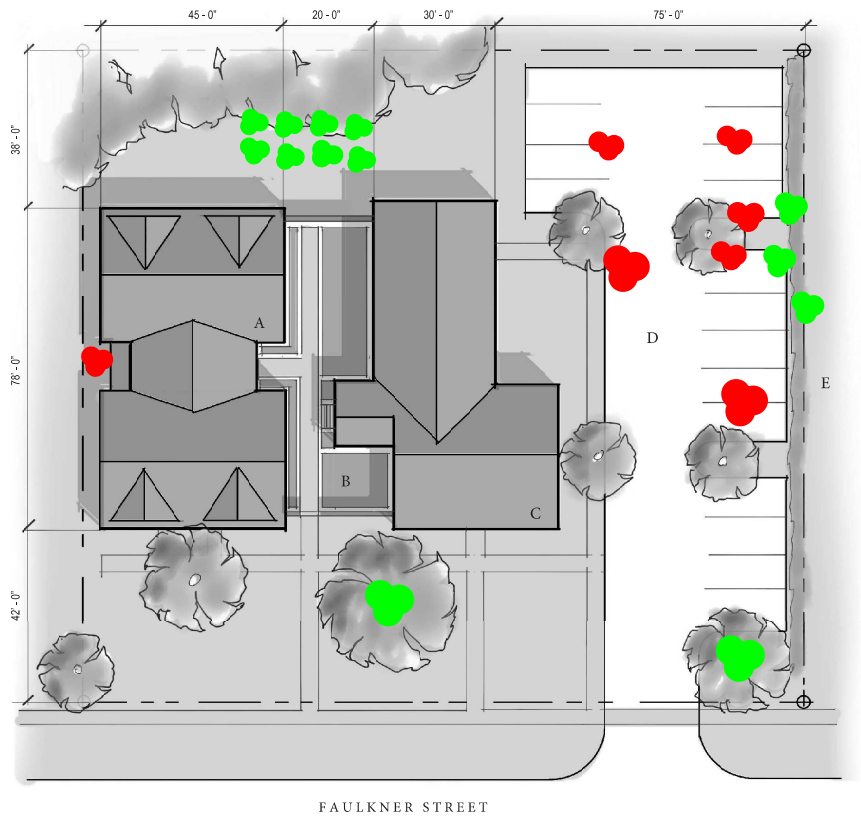 45 - 0" 20' - 0" 30' - 0" 75' - 0"
38' - 0"
A
D
78' - 0"
E
B
C
42' - 0"
FAULKNER STREET